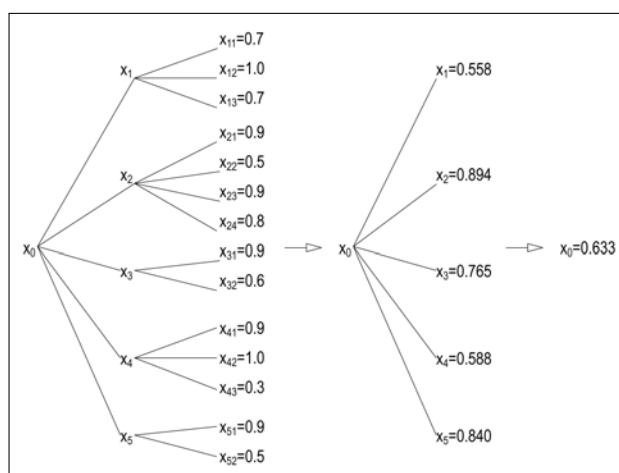 x₀
x₁
x₁₁=0.7
x₁₂=1.0
x₁₃=0.7
x₂
x₂₁=0.9
x₂₂=0.5
x₂₃=0.9
x₂₄=0.8
x₃
x₃₁=0.9
x₃₂=0.6
x₄
x₄₁=0.9
x₄₂=1.0
x₄₃=0.3
x₅
x₅₁=0.9
x₅₂=0.5
x₀
x₁=0.558
x₂=0.894
x₃=0.765
x₄=0.588
x₅=0.840
x₀=0.633